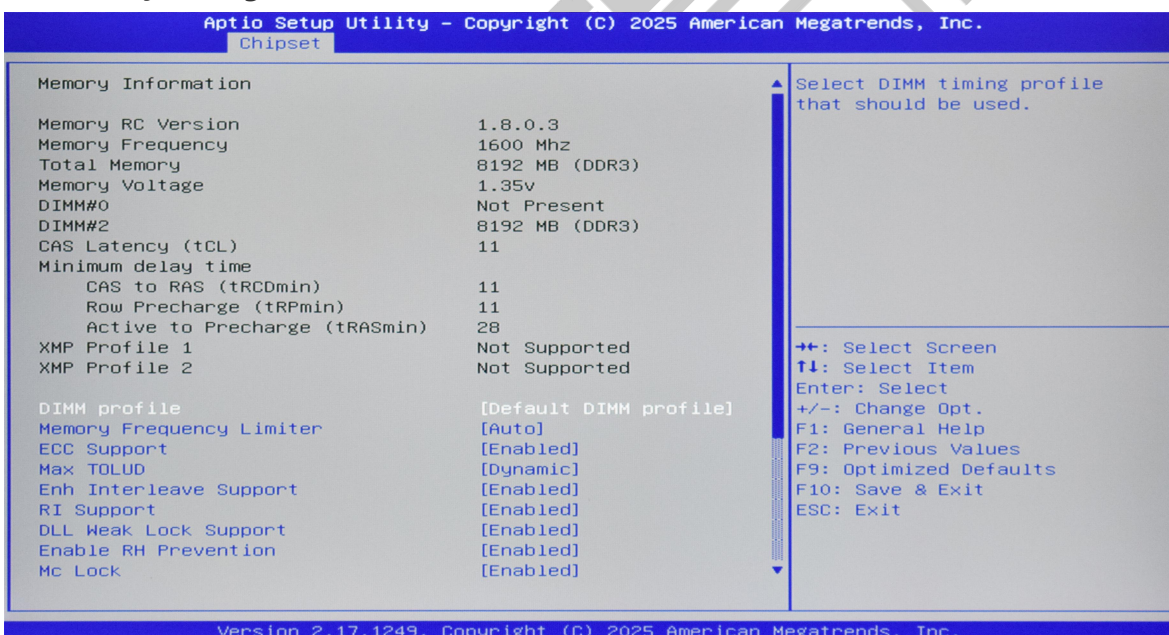 Aptio Setup Utility – Copyright (C) 2025 American Megatrends, Inc.
Chipset
Memory Information
Memory RC Version 1.8.0.3
Memory Frequency 1600 Mhz
Total Memory 8192 MB (DDR3)
Memory Voltage 1.35v
DIMM#0 Not Present
DIMM#2 8192 MB (DDR3)
CAS Latency (tCL) 11
Minimum delay time
CAS to RAS (tRCDmin) 11
Row Precharge (tRPmin) 11
Active to Precharge (tRASmin) 28
XMP Profile 1 Not Supported
XMP Profile 2 Not Supported
DIMM profile [Default DIMM profile]
Memory Frequency Limiter [Auto]
ECC Support [Enabled]
Max TOLUD [Dynamic]
Enh Interleave Support [Enabled]
RI Support [Enabled]
DLL Weak Lock Support [Enabled]
Enable RH Prevention [Enabled]
Mc Lock [Enabled]
Select DIMM timing profile
that should be used.
→←: Select Screen
↑↓: Select Item
Enter: Select
+/-: Change Opt.
F1: General Help
F2: Previous Values
F9: Optimized Defaults
F10: Save & Exit
ESC: Exit
Version 2.17.1249. Copyright (C) 2025 American Megatrends, Inc.